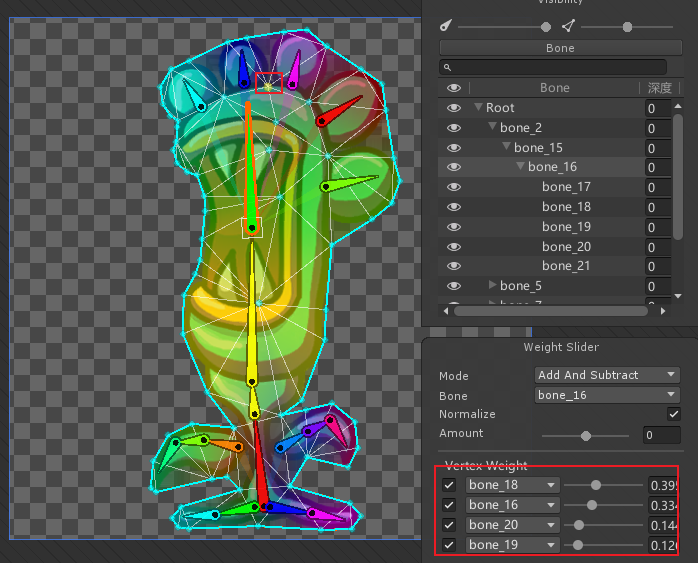 Visibility
Bone
Bone 深度
Root 0
bone_2 0
bone_15 0
bone_16 0
bone_17 0
bone_18 0
bone_19 0
bone_20 0
bone_21 0
bone_5 0
Weight Slider
Mode Add And Subtract
Bone bone_16
Normalize
Amount 0
Vertex Weight
bone_18 0.395
bone_16 0.334
bone_20 0.144
bone_19 0.126